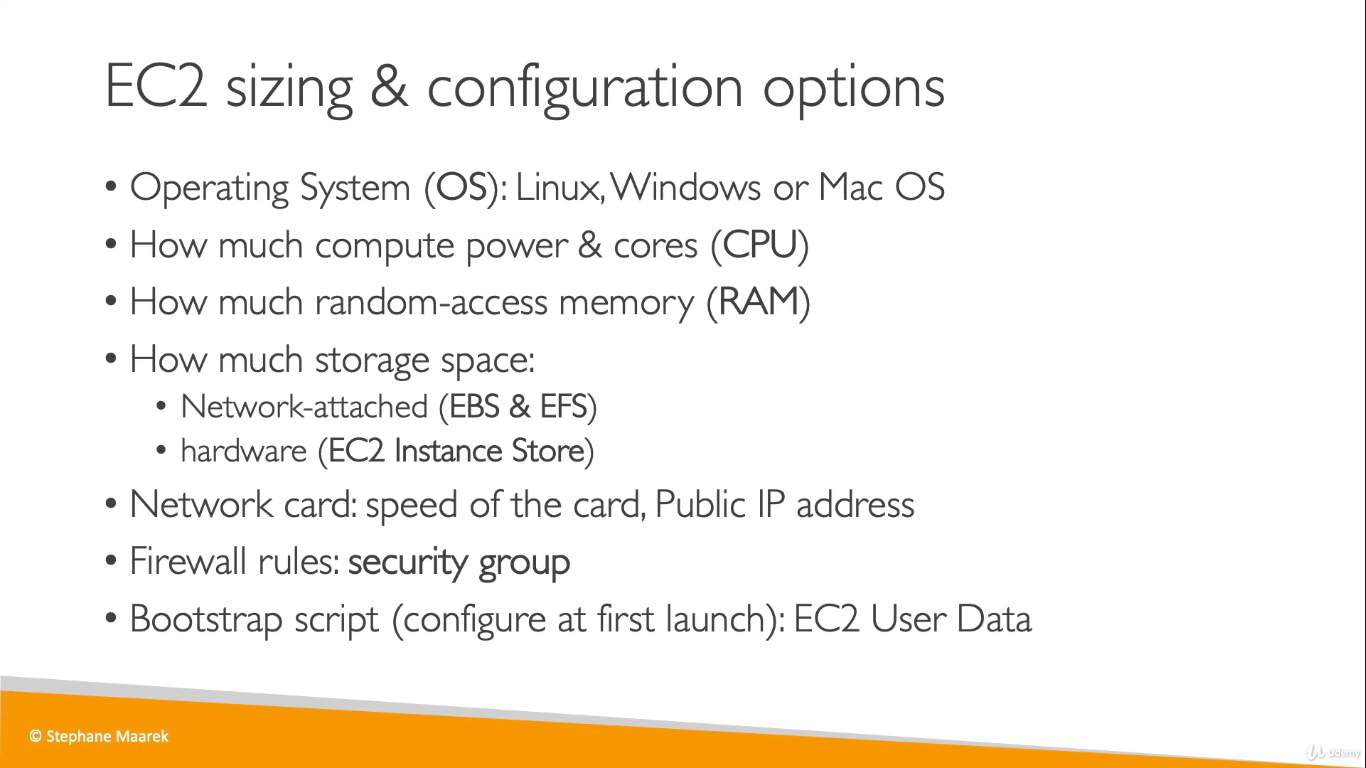 EC2 sizing & configuration options
• Operating System (OS): Linux, Windows or Mac OS
• How much compute power & cores (CPU)
• How much random-access memory (RAM)
• How much storage space:
• Network-attached (EBS & EFS)
• hardware (EC2 Instance Store)
• Network card: speed of the card, Public IP address
• Firewall rules: security group
• Bootstrap script (configure at first launch): EC2 User Data
© Stephane Maarek
Udemy